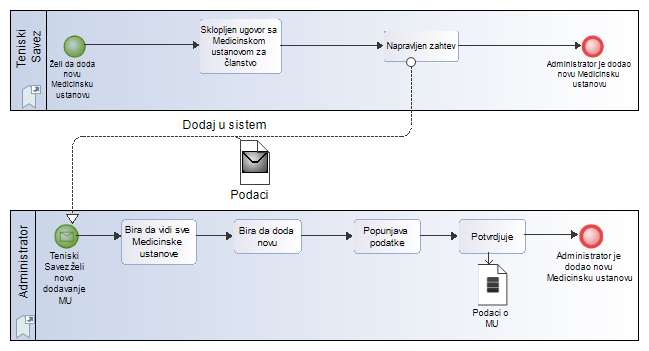 Teniski
Savez
Želi da doda
novu
Medicinsku
ustanovu
Sklopljen ugovor sa
Medicinskom
ustanovom za
članstvo
Napravljen zahtev
Administrator je dodao
novu Medicinsku
ustanovu
Dodaj u sistem
Podaci
Administrator
Teniski
Savez želi
novo
dodavanje
MU
Bira da vidi sve
Medicinske
ustanove
Bira da doda
novu
Popunjava
podatke
Potvrdjuje
Podaci o
MU
Administrator je
dodao novu
Medicinsku ustanovu